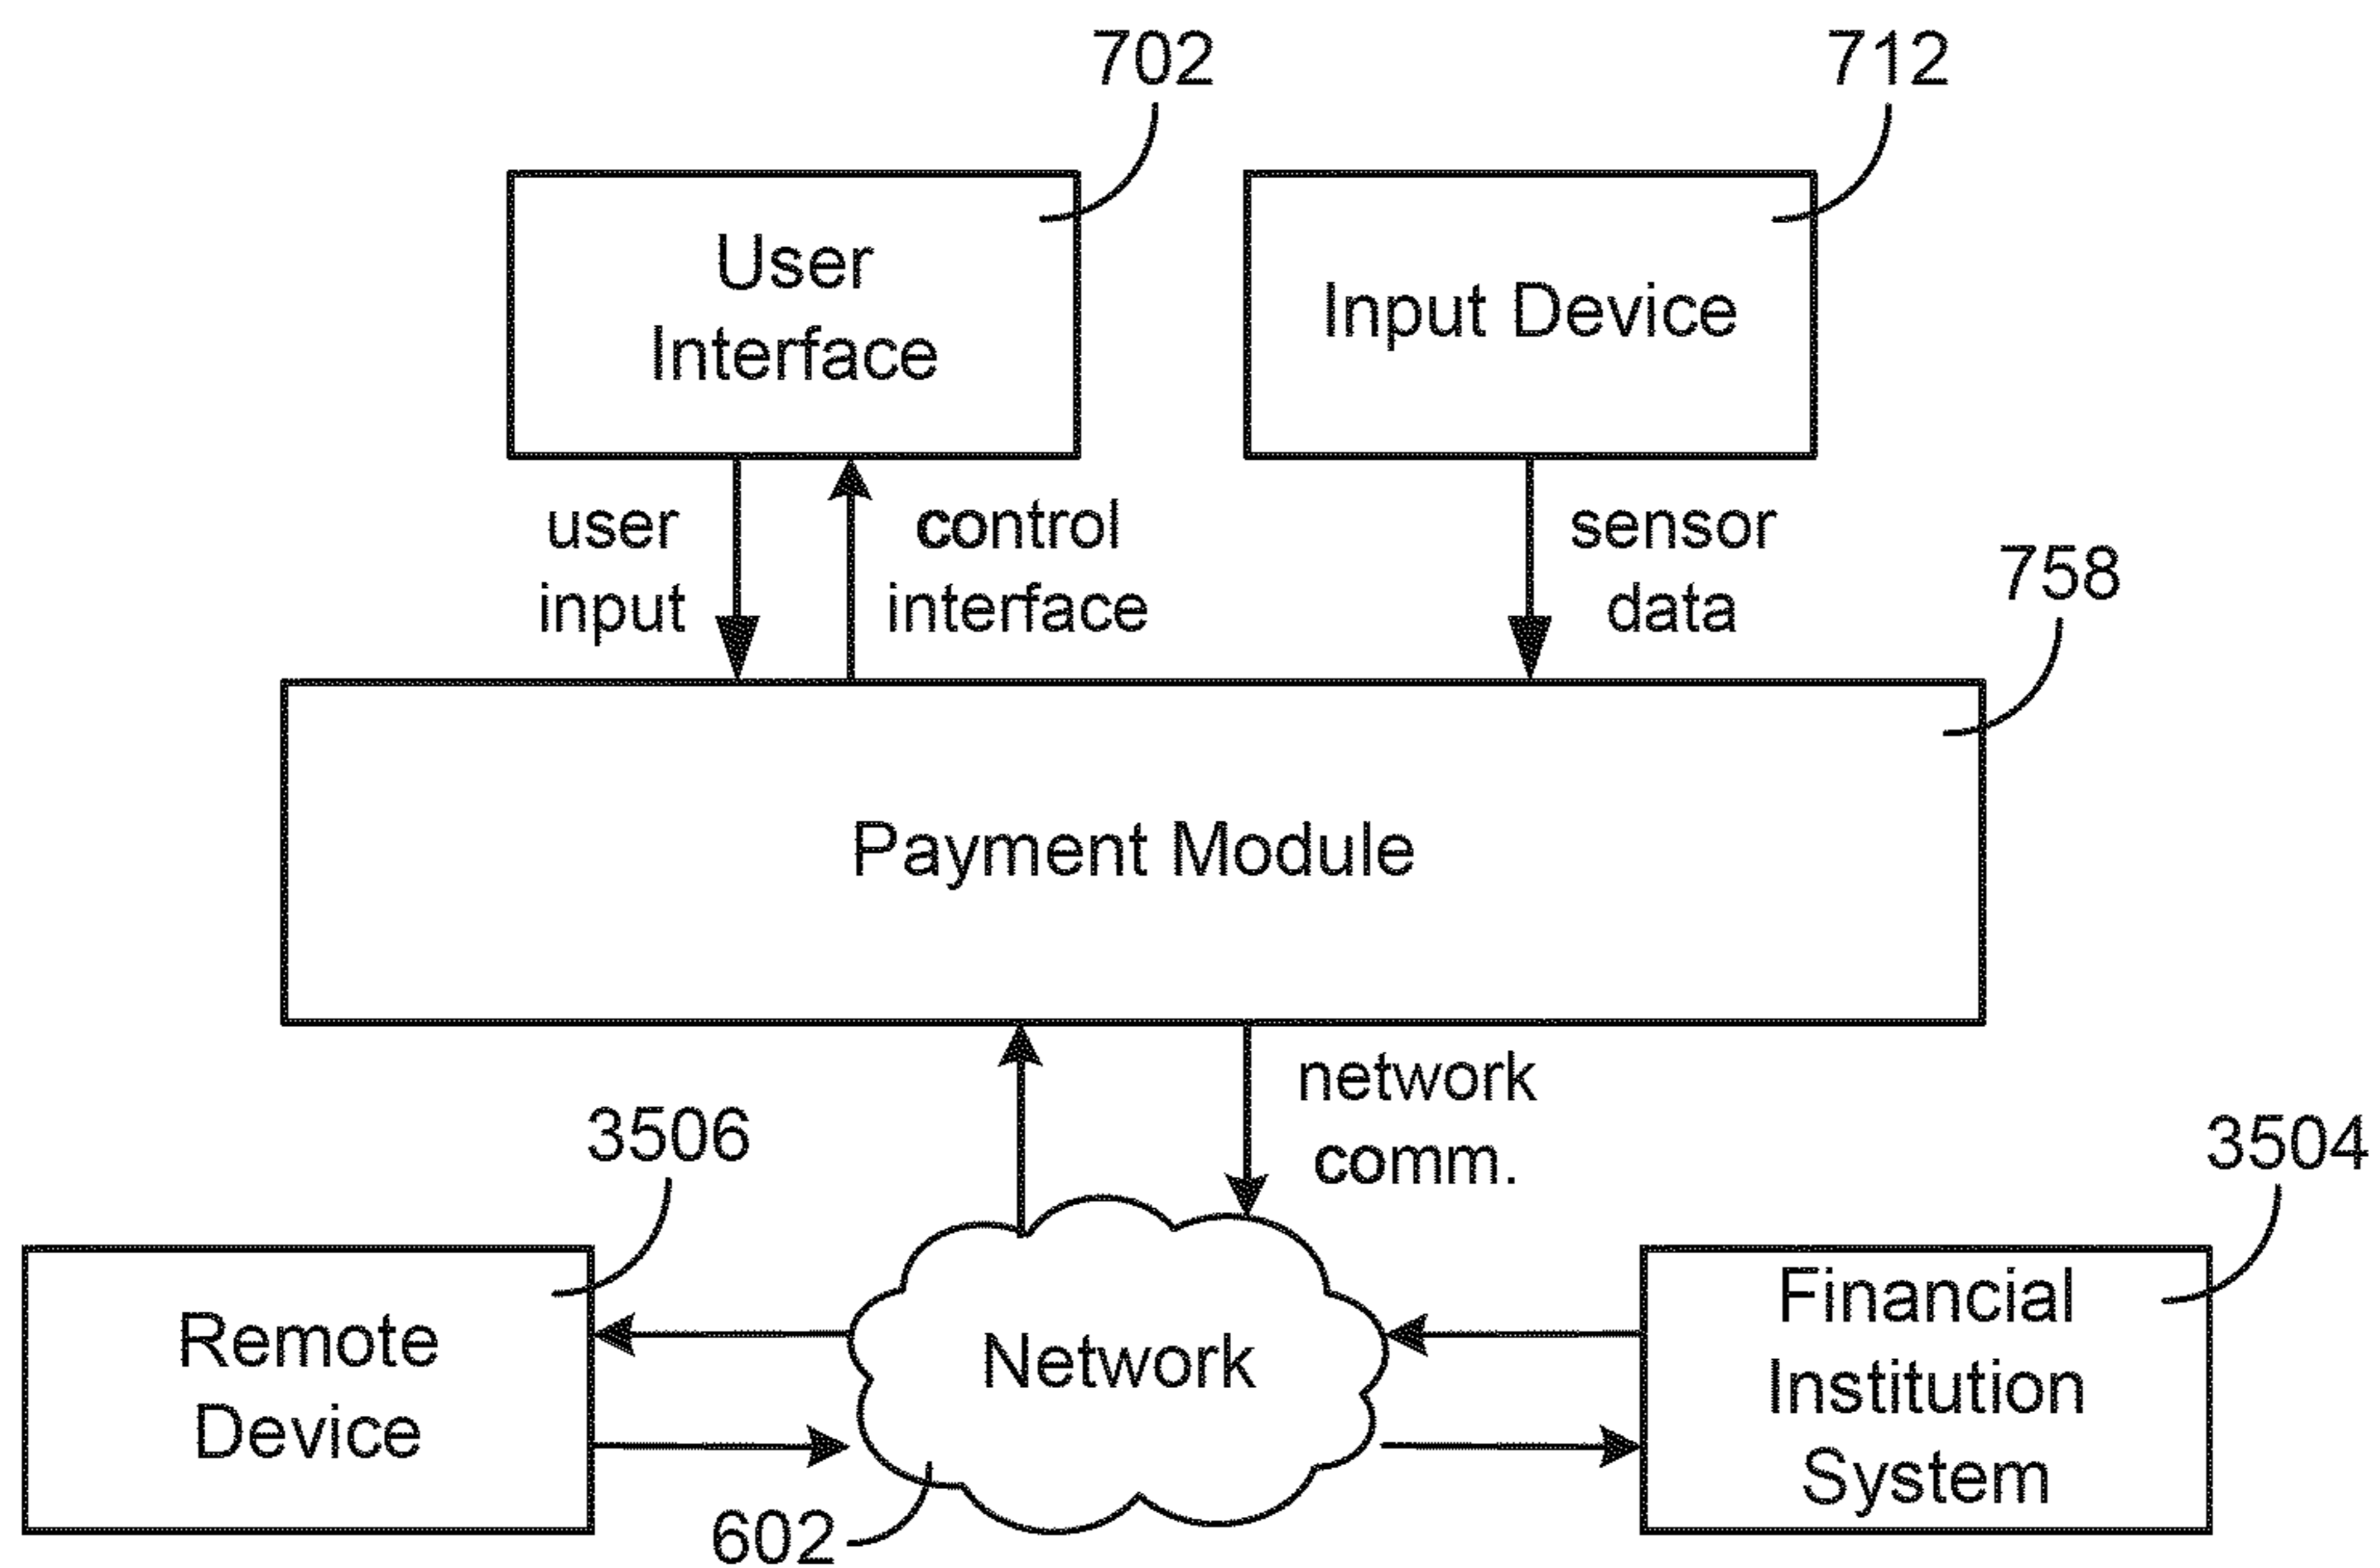 702
712
User
Interface
Input Device
user
input
control
interface
sensor
data
758
Payment Module
network
comm.
3506
3504
Remote
Device
Network
Financial
Institution
System
602